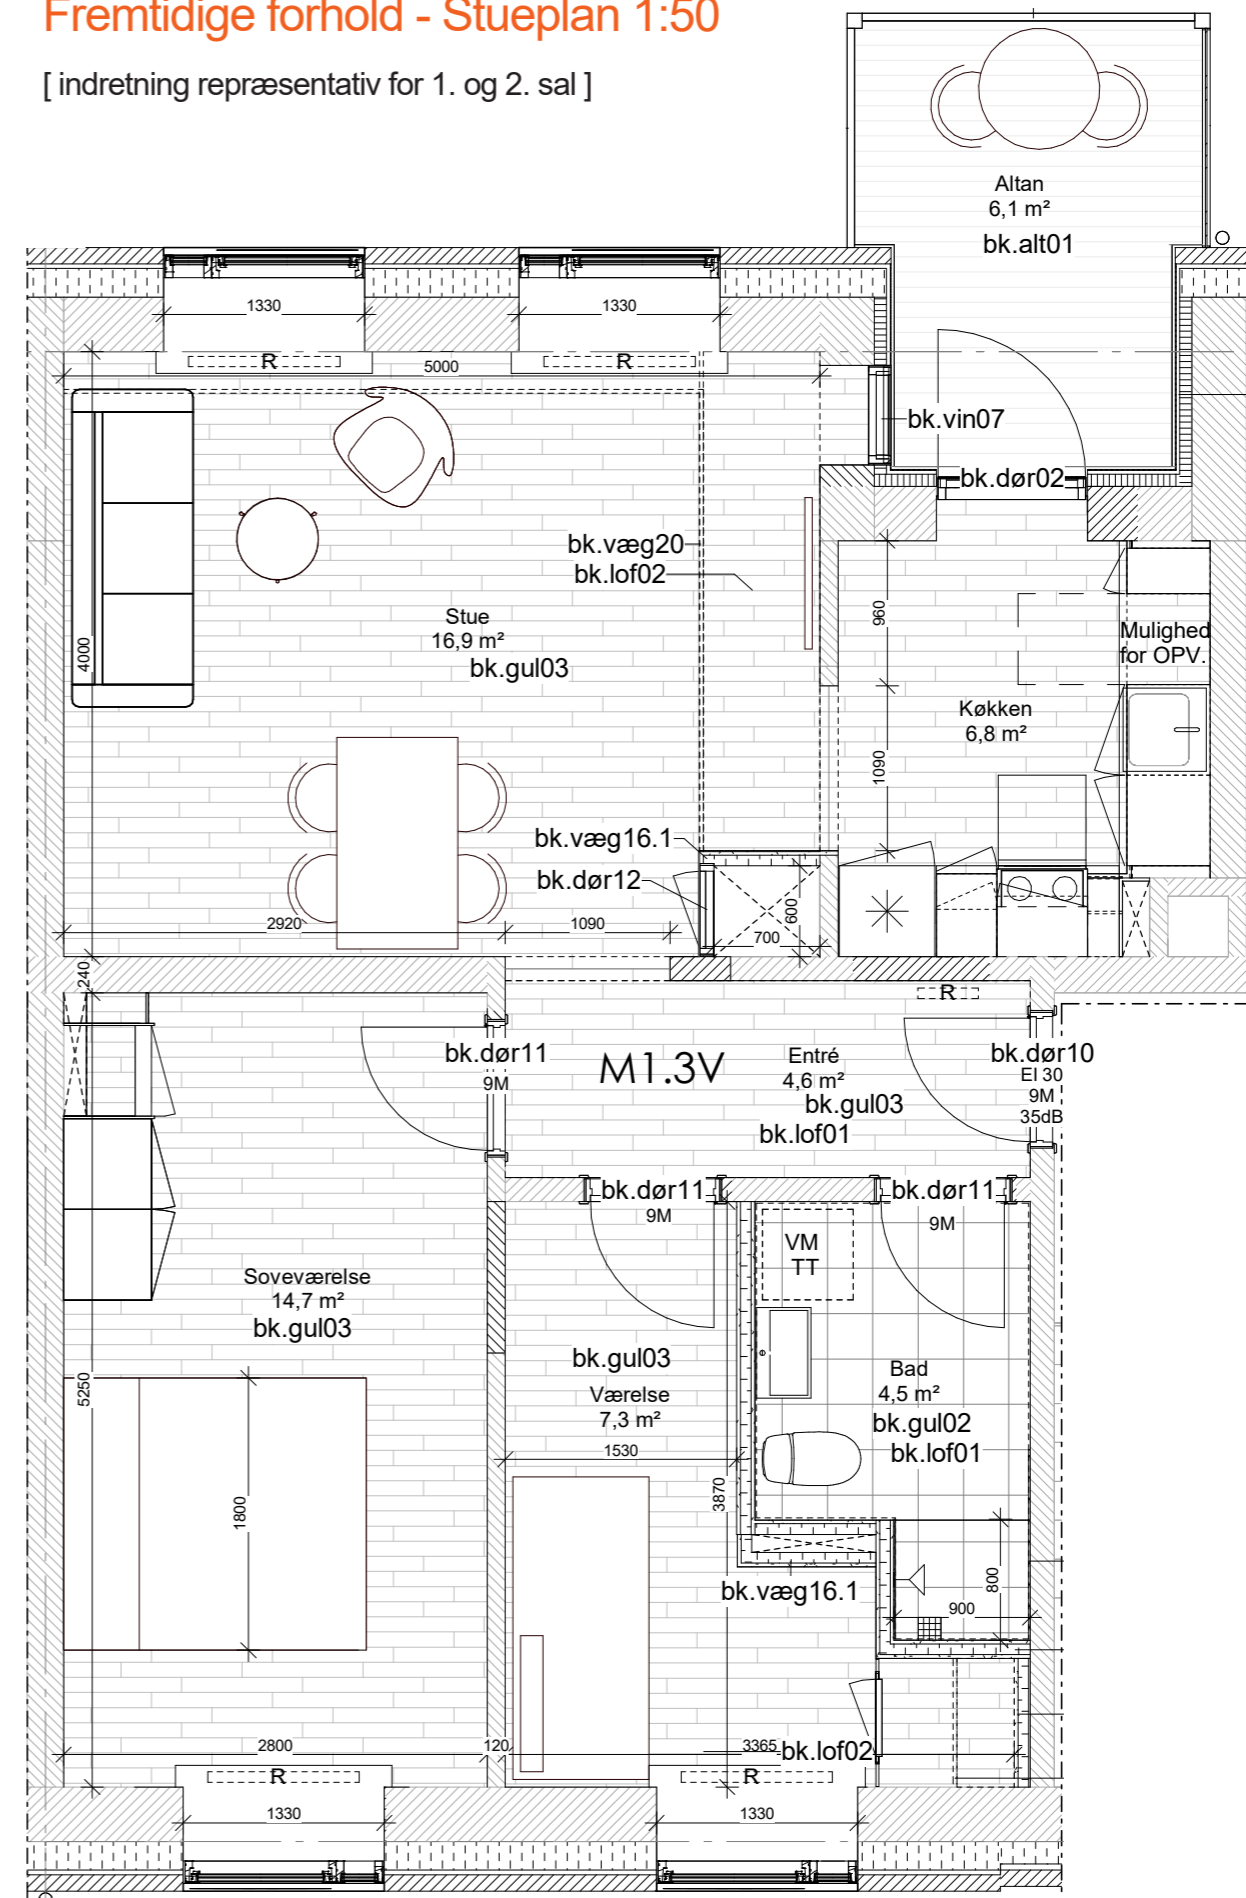 Fremtidige forhold - Stueplan 1:50
[ indretning repræsentativ for 1. og 2. sal ]
Altan
6,1 m²
bk.alt01
1330
1330
R
R
5000
bk.vin07
bk.dør02
bk.væg20
bk.lof02
960
Stue
16,9 m²
bk.gul03
4000
Mulighed
for OPV.
Køkken
6,8 m²
1090
bk.væg16.1
bk.dør12
600
700
2920
1090
240
R
bk.dør11
9M
M1.3V
Entré
4,6 m²
bk.gul03
bk.lof01
bk.dør10
EI 30
9M
35dB
bk.dør11
9M
bk.dør11
9M
VM
TT
Soveværelse
14,7 m²
bk.gul03
5250
1800
bk.gul03
Værelse
7,3 m²
1530
3870
Bad
4,5 m²
bk.gul02
bk.lof01
bk.væg16.1
800
900
2800
120
3365
bk.lof02
R
R
1330
1330